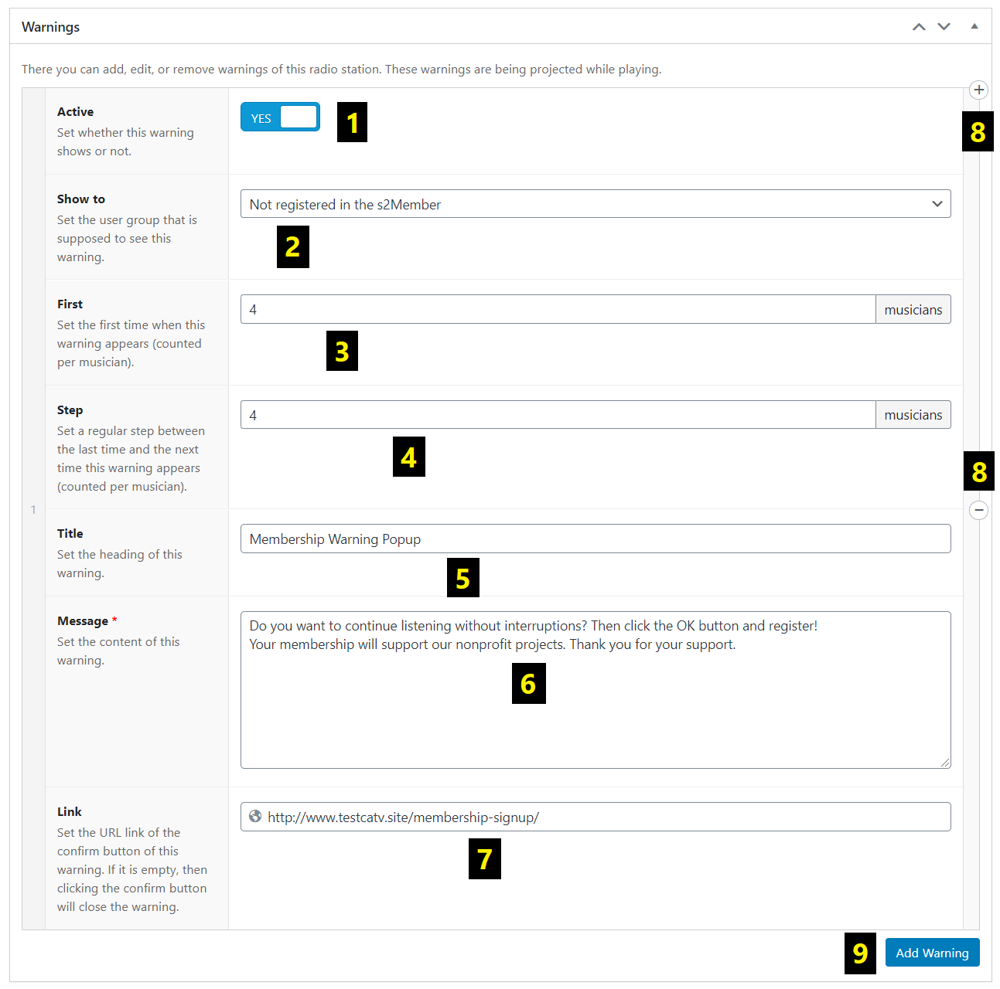 Warnings
There you can add, edit, or remove warnings of this radio station. These warnings are being projected while playing.
Active
Set whether this warning
shows or not.
YES
1
8
Show to
Set the user group that is
supposed to see this
warning.
Not registered in the s2Member
2
First
Set the first time when this
warning appears (counted
per musician).
4
musicians
3
Step
Set a regular step between
the last time and the next
time this warning appears
(counted per musician).
4
musicians
4
8
1
Title
Set the heading of this
warning.
Membership Warning Popup
5
Message *
Set the content of this
warning.
Do you want to continue listening without interruptions? Then click the OK button and register!
Your membership will support our nonprofit projects. Thank you for your support.
6
Link
Set the URL link of the
confirm button of this
warning. If it is empty, then
clicking the confirm button
will close the warning.
http://www.testcatv.site/membership-signup/
7
9
Add Warning